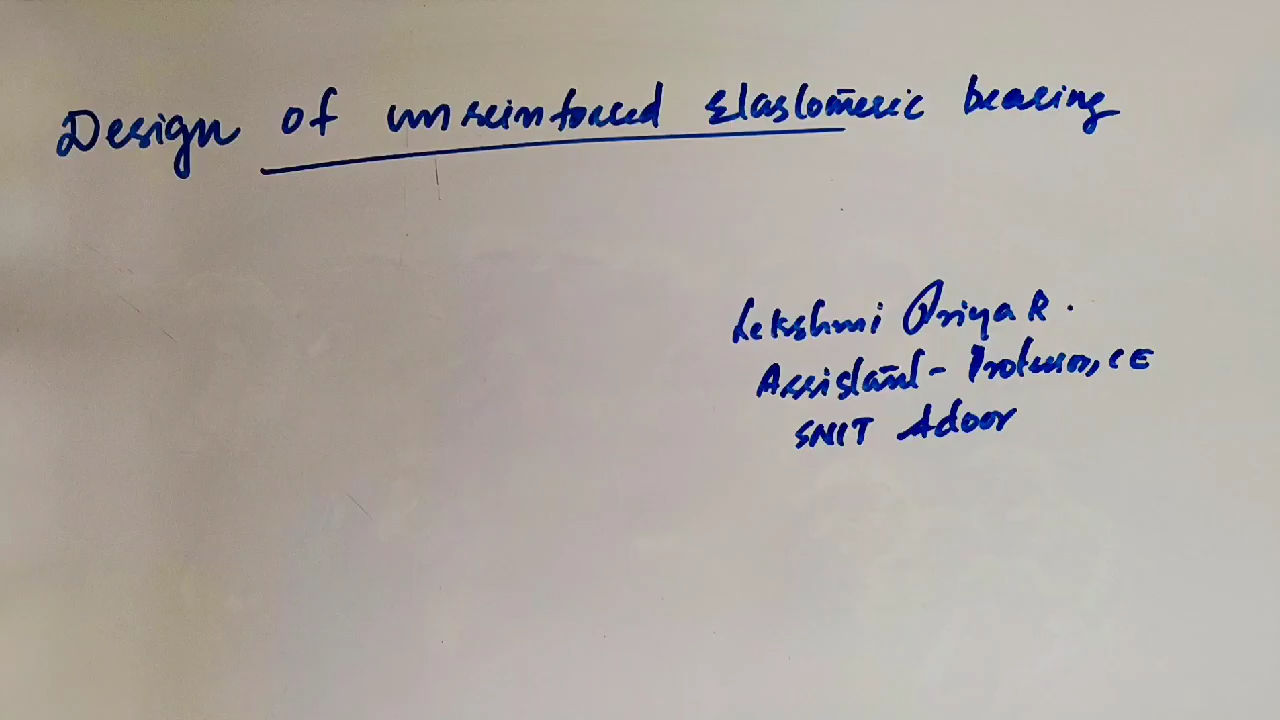 Design of unreinforced Elastomeric bearing
Lekshmi Priya R.
Assistant - Professor, CE
SNIT Adoor